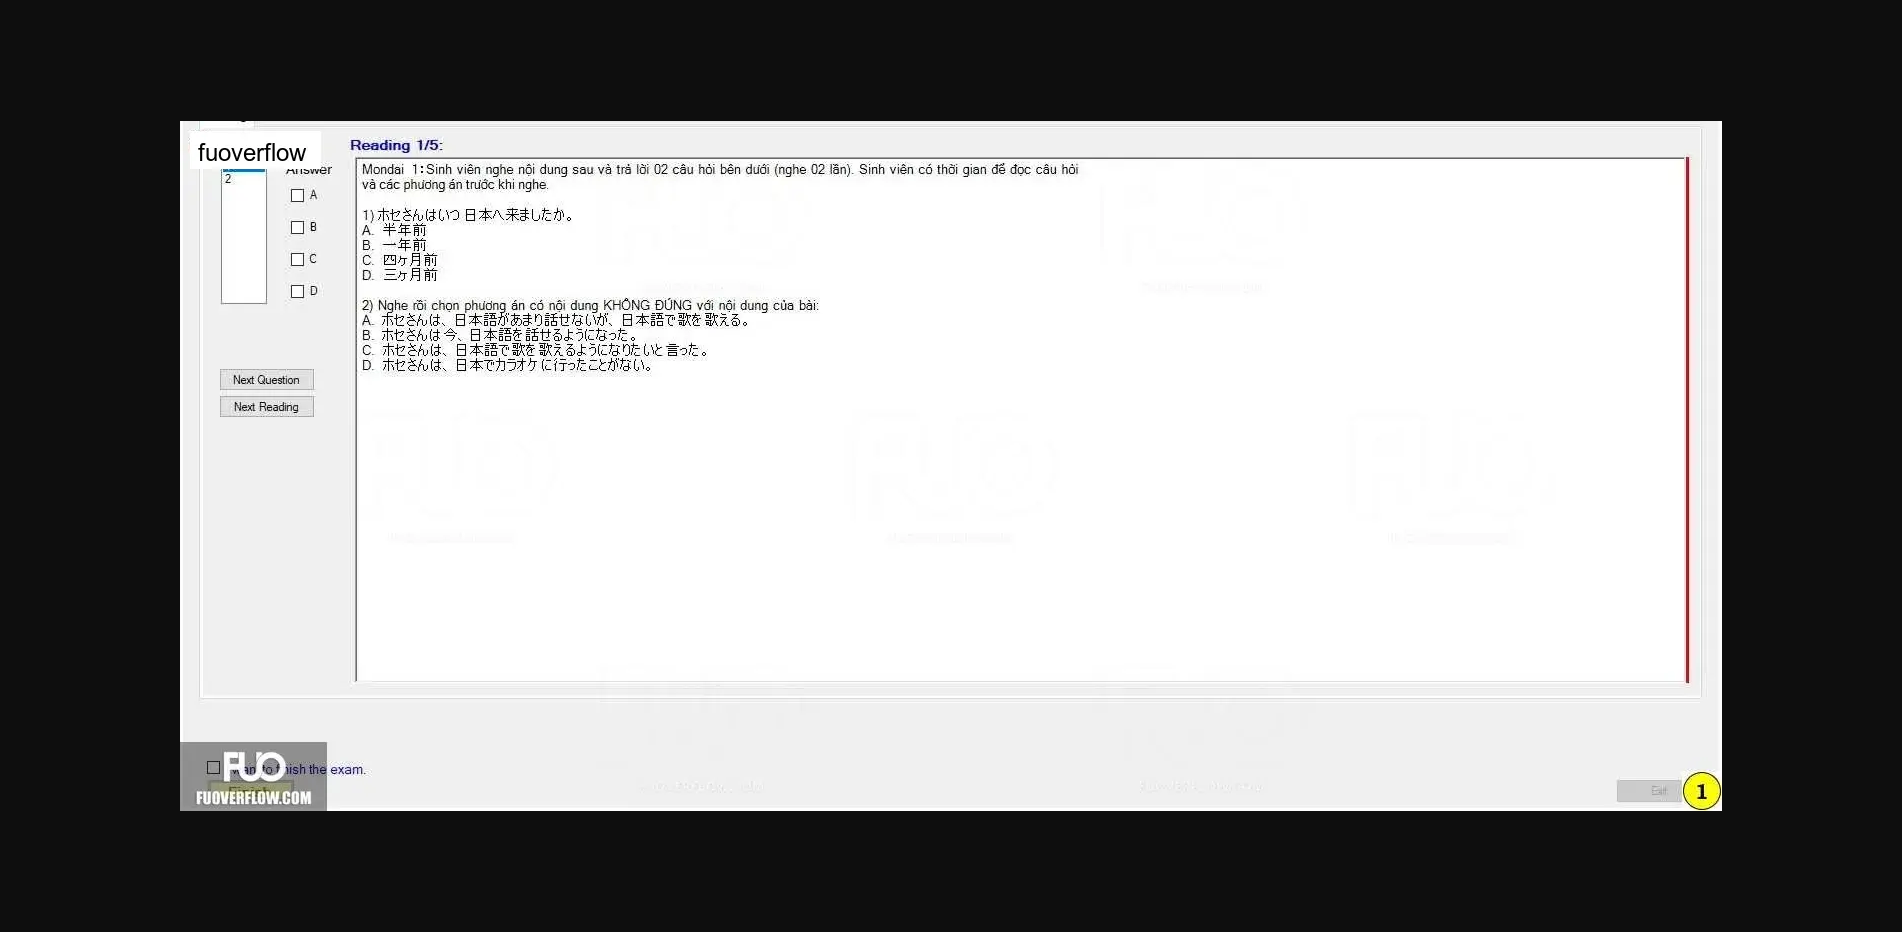 fuoverflow
Reading 1/5:
Answer
2
A
B
C
D
Next Question
Next Reading
Mondai 1:Sinh viên nghe nội dung sau và trả lời 02 câu hỏi bên dưới (nghe 02 lần). Sinh viên có thời gian để đọc câu hỏi
và các phương án trước khi nghe.
1) ホセさんはいつ 日本へ来ましたか。
A. 半年前
B. 一年前
C. 四ヶ月前
D. 三ヶ月前
2) Nghe rồi chọn phương án có nội dung KHÔNG ĐÚNG với nội dung của bài:
A. ホセさんは、日本語があまり話せないが、日本語で歌を歌える。
B. ホセさんは 今、日本語を話せるようになった。
C. ホセさんは、日本語で歌を歌えるようになりたいと言った。
D. ホセさんは、日本でカラオケに行ったことがない。
FUO
to finish the exam.
FUOVERFLOW.COM
Exit
1